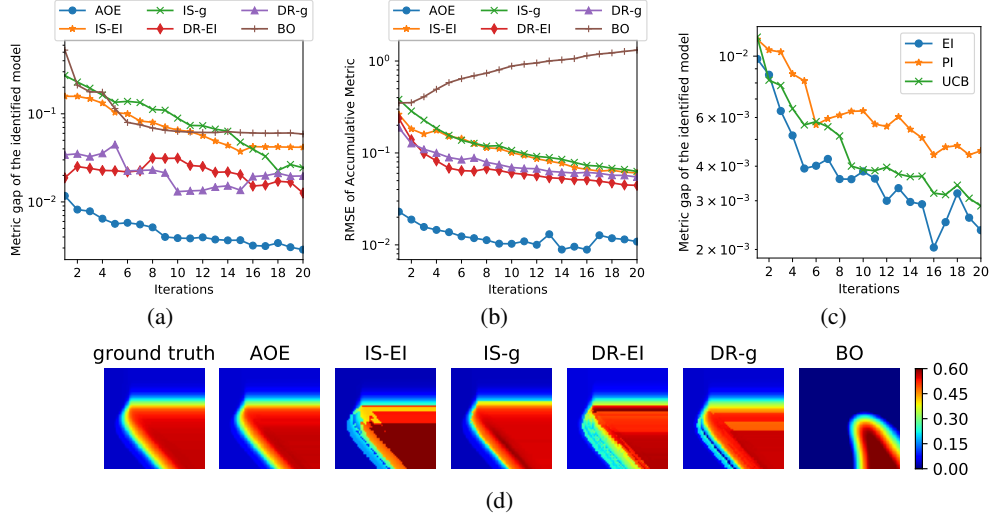 AOE IS-g DR-g
IS-EI DR-EI BO
Metric gap of the identified model
10⁻¹
10⁻²
2 4 6 8 10 12 14 16 18 20
Iterations
(a)
AOE IS-g DR-g
IS-EI DR-EI BO
RMSE of Accumulative Metric
10⁰
10⁻¹
10⁻²
2 4 6 8 10 12 14 16 18 20
Iterations
(b)
EI
PI
UCB
Metric gap of the identified model
10⁻²
6 × 10⁻³
4 × 10⁻³
3 × 10⁻³
2 × 10⁻³
2 4 6 8 10 12 14 16 18 20
Iterations
(c)
ground truth AOE IS-EI IS-g DR-EI DR-g BO
0.60
0.45
0.30
0.15
0.00
(d)